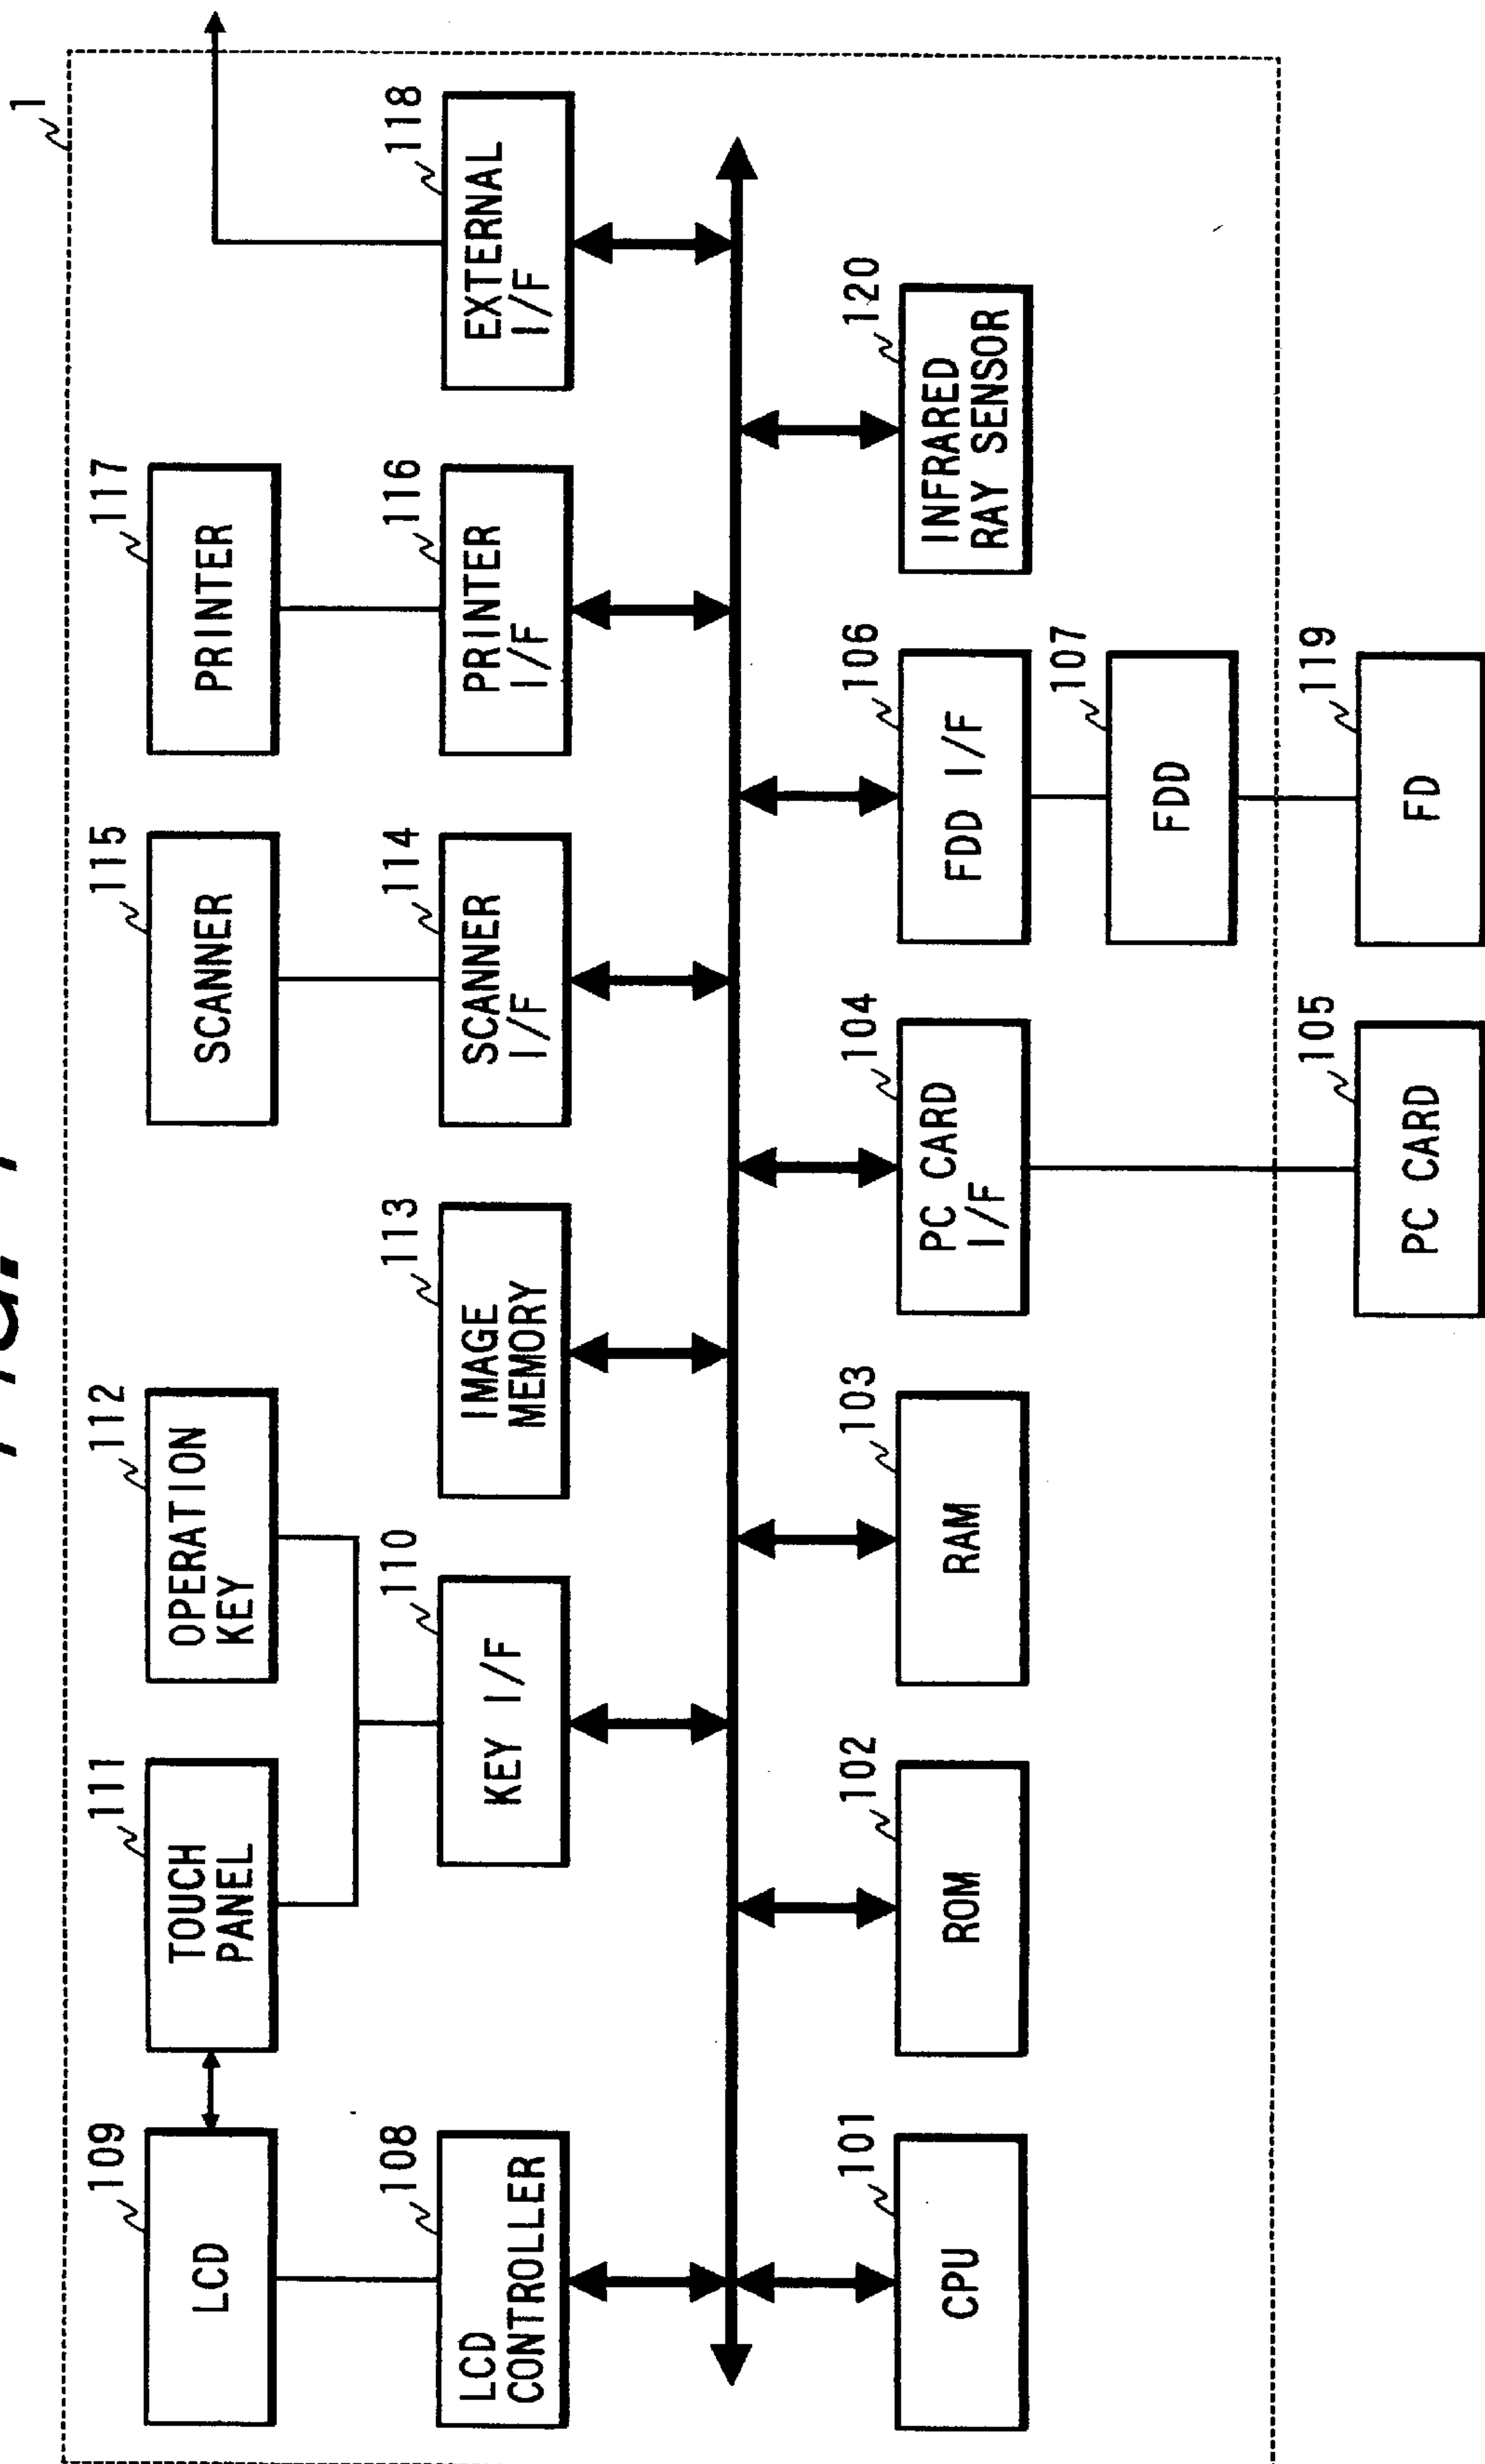 1
109
LCD
111
TOUCH
PANEL
112
OPERATION
KEY
115
SCANNER
117
PRINTER
108
LCD
CONTROLLER
110
KEY I/F
113
IMAGE
MEMORY
114
SCANNER
I/F
116
PRINTER
I/F
118
EXTERNAL
I/F
101
CPU
102
ROM
103
RAM
104
PC CARD
I/F
106
FDD I/F
120
INFRARED
RAY SENSOR
107
FDD
105
PC CARD
119
FD